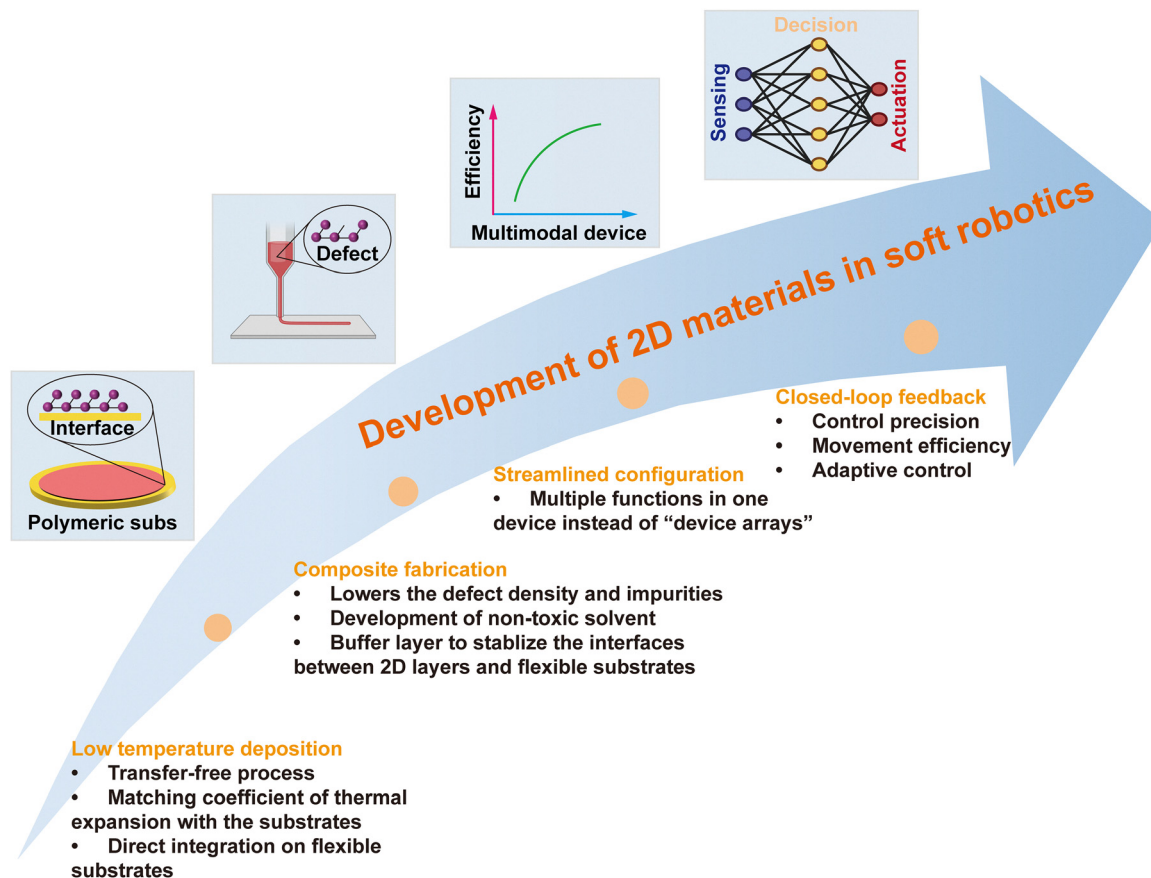 Decision
Sensing
Actuation
Efficiency
Multimodal device
Defect
Interface
Polymeric subs
Development of 2D materials in soft robotics
Closed-loop feedback
• Control precision
• Movement efficiency
• Adaptive control
Streamlined configuration
• Multiple functions in one
device instead of “device arrays”
Composite fabrication
• Lowers the defect density and impurities
• Development of non-toxic solvent
• Buffer layer to stablize the interfaces
between 2D layers and flexible substrates
Low temperature deposition
• Transfer-free process
• Matching coefficient of thermal
expansion with the substrates
• Direct integration on flexible
substrates